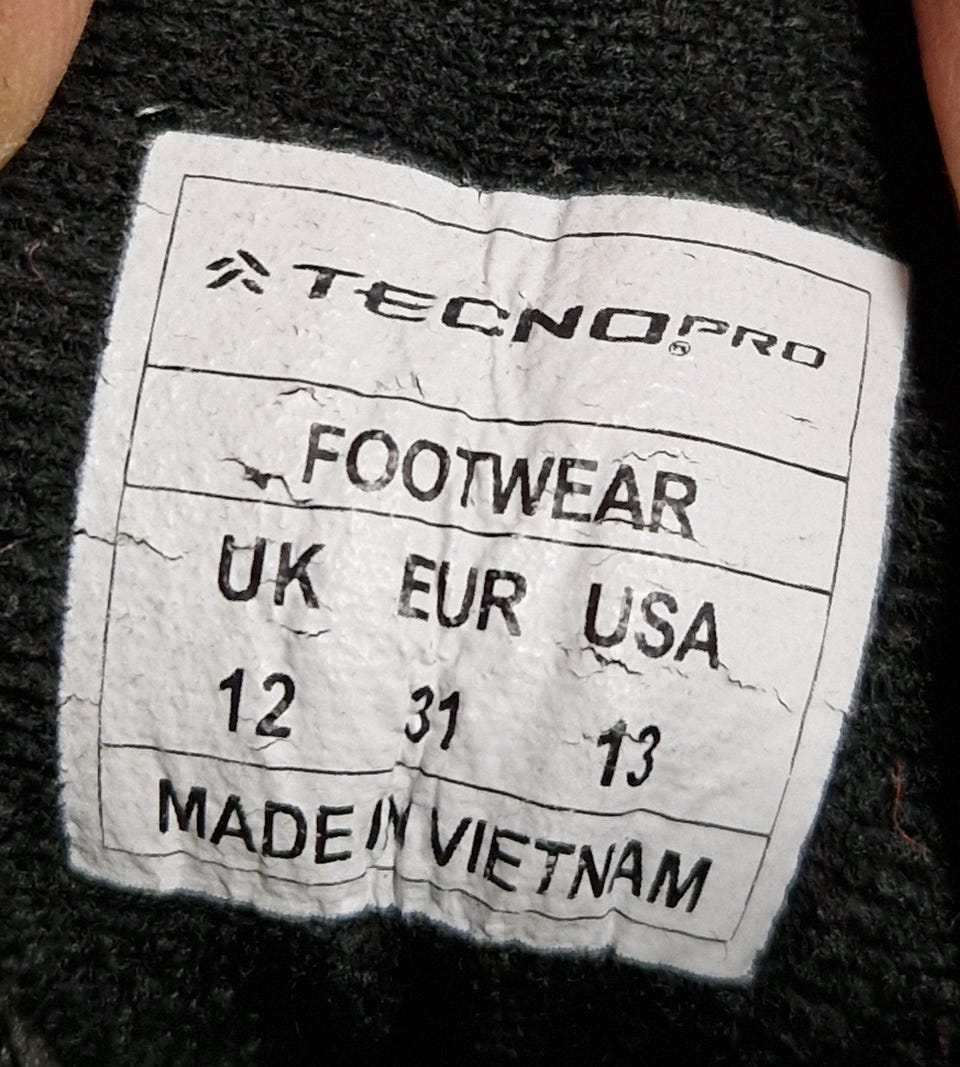 TECNOPRO®
FOOTWEAR
UK EUR USA
12 31 13
MADE IN VIETNAM